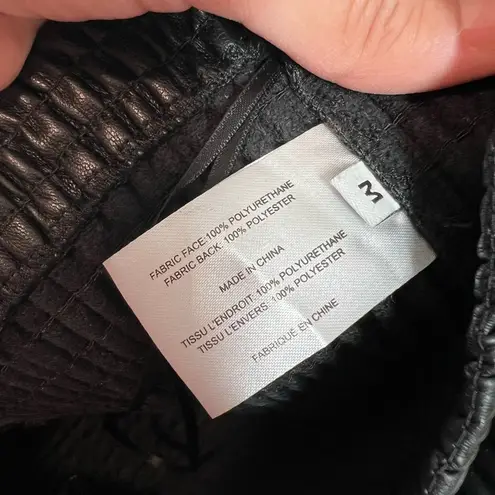 M
FABRIC FACE:100% POLYURETHANE
FABRIC BACK: 100% POLYESTER
MADE IN CHINA
TISSU L'ENDROIT: 100% POLYURETHANE
TISSU L'ENVERS: 100% POLYESTER
FABRIQUÉ EN CHINE